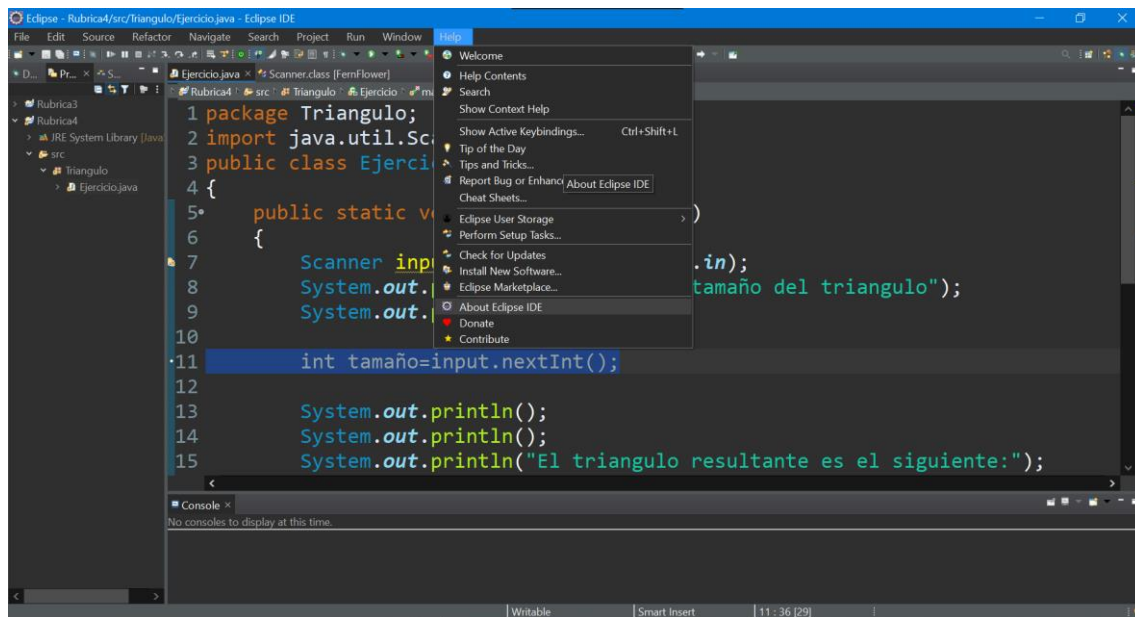 Eclipse - Rubrica4/src/Triangulo/Ejercicio.java - Eclipse IDE
File Edit Source Refactor Navigate Search Project Run Window Help
D... Pr... S... Ejercicio.java Scanner.class [FernFlower]
Rubrica4 src Triangulo Ejercicio
Rubrica3
Rubrica4
JRE System Library [Java
src
Triangulo
Ejercicio.java
1 package Triangulo;
2 import java.util.Sc
3 public class Ejerci
4 {
5 public static v )
6 {
7 Scanner inp .in);
8 System.out. tamaño del triangulo");
9 System.out.
10
11 int tamaño=input.nextInt();
12
13 System.out.println();
14 System.out.println();
15 System.out.println("El triangulo resultante es el siguiente:");
Welcome
Help Contents
Search
Show Context Help
Show Active Keybindings... Ctrl+Shift+L
Tip of the Day
Tips and Tricks...
Report Bug or Enhanc
About Eclipse IDE
Cheat Sheets...
Eclipse User Storage
Perform Setup Tasks...
Check for Updates
Install New Software...
Eclipse Marketplace...
About Eclipse IDE
Donate
Contribute
Console
No consoles to display at this time.
Writable Smart Insert 11 : 36 [29]